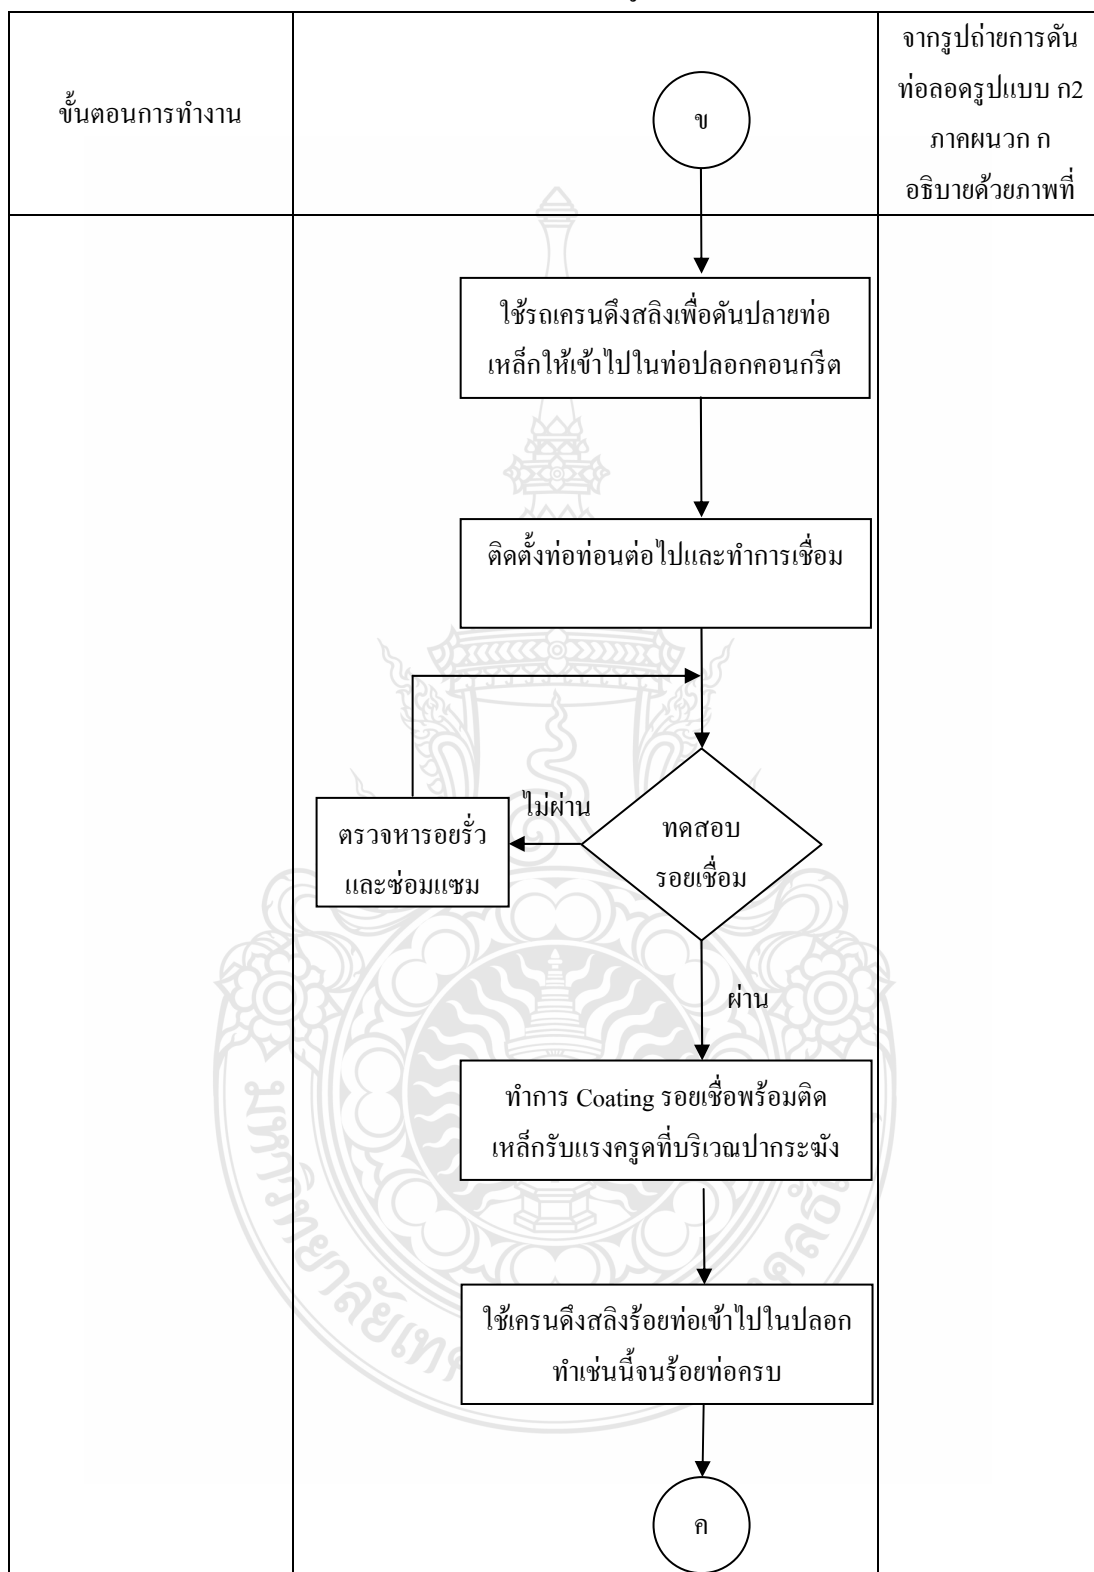 ขั้นตอนการทำงาน
ข
จากรูปถ่ายการดัน
ท่อลอดรูปแบบ ก2
ภาคผนวก ก
อธิบายด้วยภาพที่
ใช้รถเครนดึงสลิงเพื่อดันปลายท่อ
เหล็กให้เข้าไปในท่อปลอกคอนกรีต
ติดตั้งท่อท่อนต่อไปและทำการเชื่อม
ไม่ผ่าน
ตรวจหารอยรั่ว
และซ่อมแซม
ทดสอบ
รอยเชื่อม
ผ่าน
ทำการ Coating รอยเชื่อพร้อมติด
เหล็กรับแรงครูดที่บริเวณปากระฆัง
ใช้เครนดึงสลิงร้อยท่อเข้าไปในปลอก
ทำเช่นนี้จนร้อยท่อครบ
ค